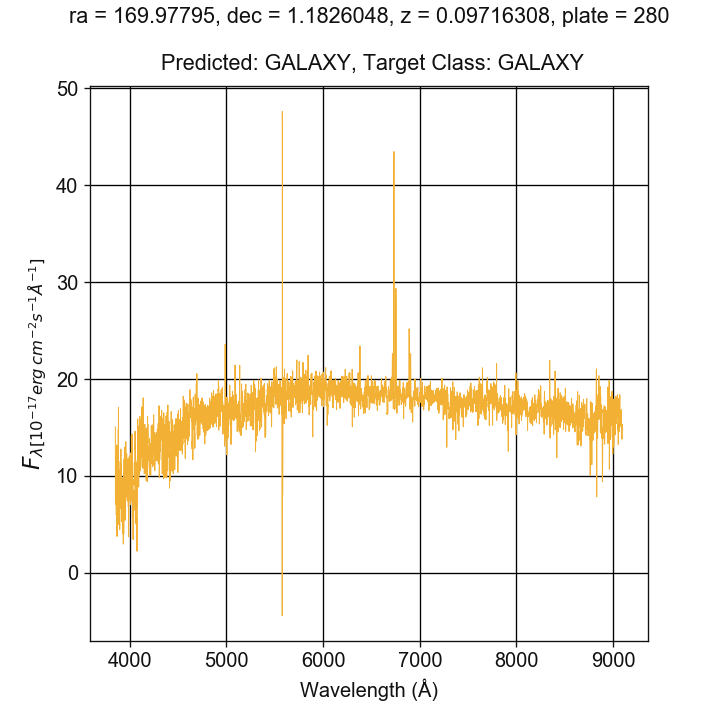 ra = 169.97795, dec = 1.1826048, z = 0.09716308, plate = 280
Predicted: GALAXY, Target Class: GALAXY
50
40
30
20
10
0
F_λ[10⁻¹⁷erg cm⁻²s⁻¹Å⁻¹]
4000 5000 6000 7000 8000 9000
Wavelength (Å)